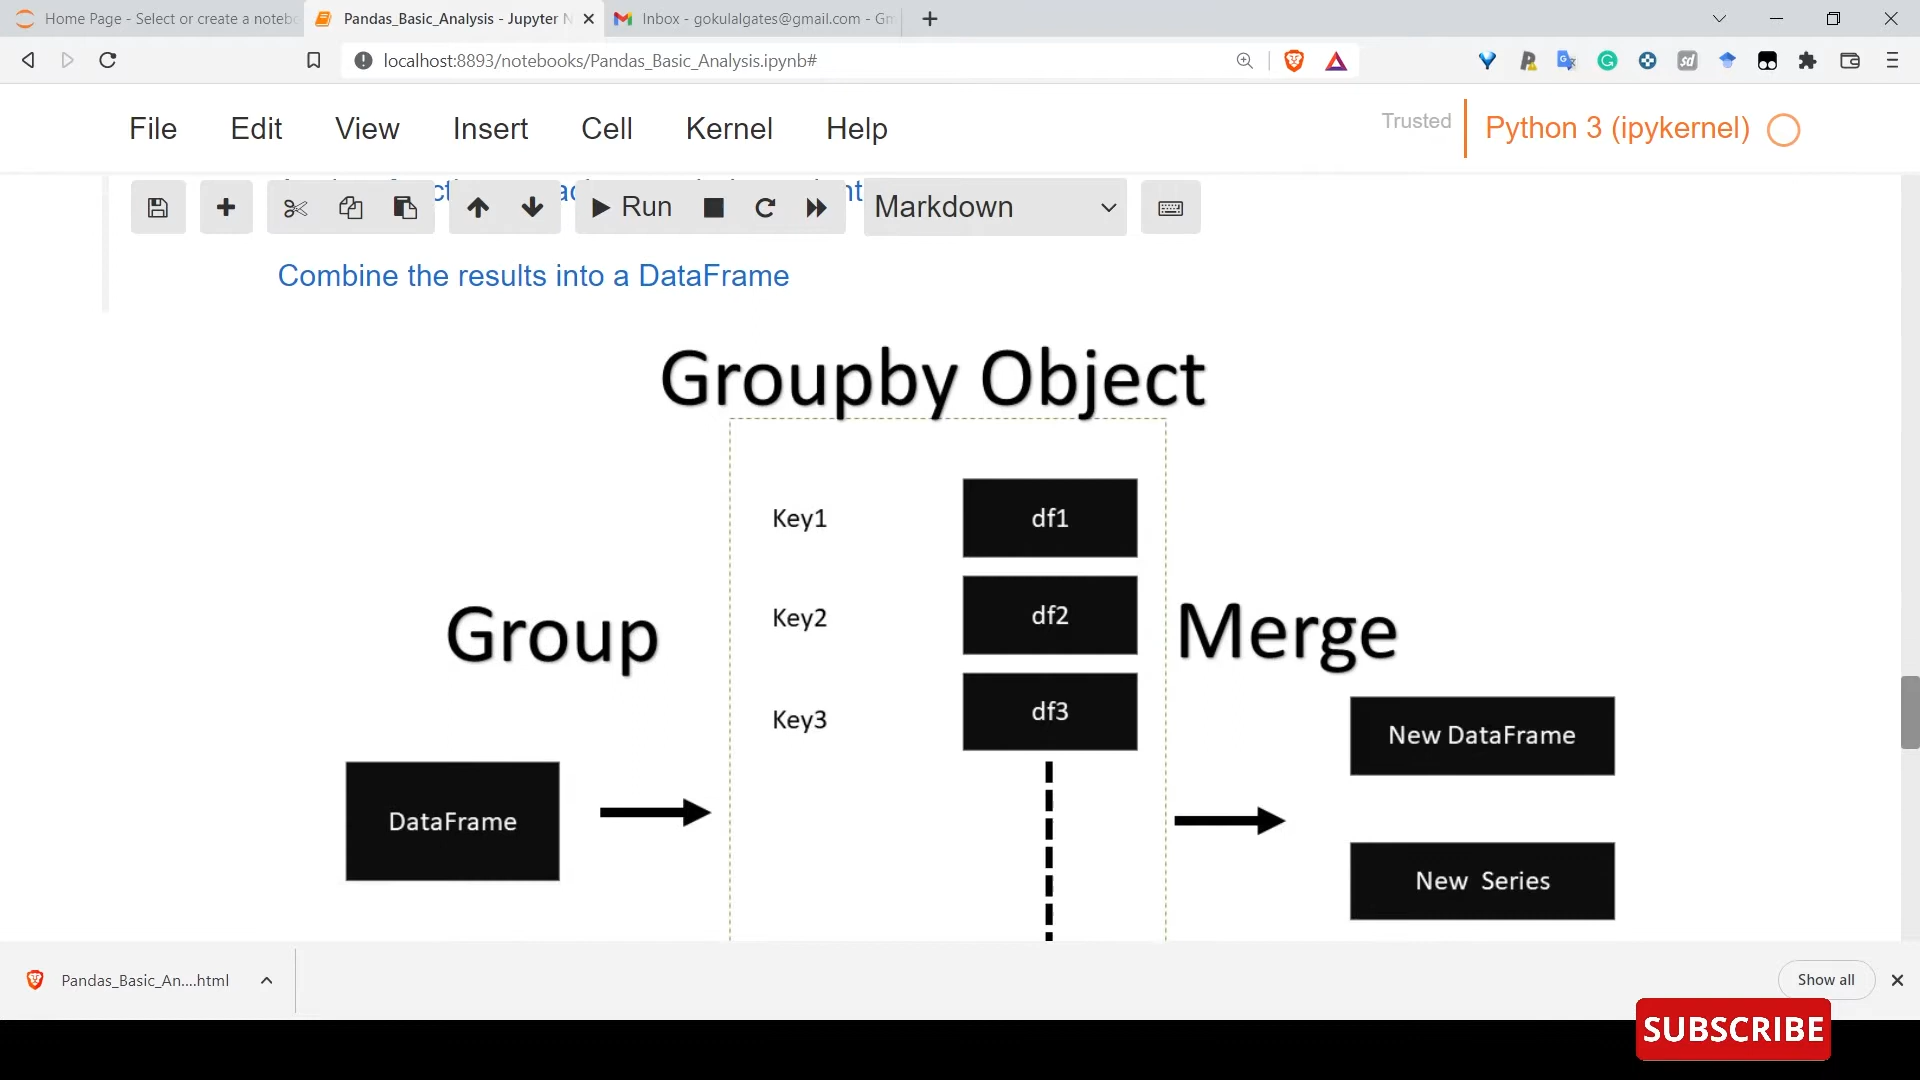 Home Page - Select or create a noteb
Pandas_Basic_Analysis - Jupyter N
Inbox - gokulalgates@gmail.com - Gm
localhost:8893/notebooks/Pandas_Basic_Analysis.ipynb#
File Edit View Insert Cell Kernel Help
Trusted
Python 3 (ipykernel)
Run
Markdown
Combine the results into a DataFrame
Groupby Object
Key1 df1
Key2 df2
Group
Merge
Key3 df3
New DataFrame
DataFrame
New Series
Pandas_Basic_An....html
Show all
SUBSCRIBE